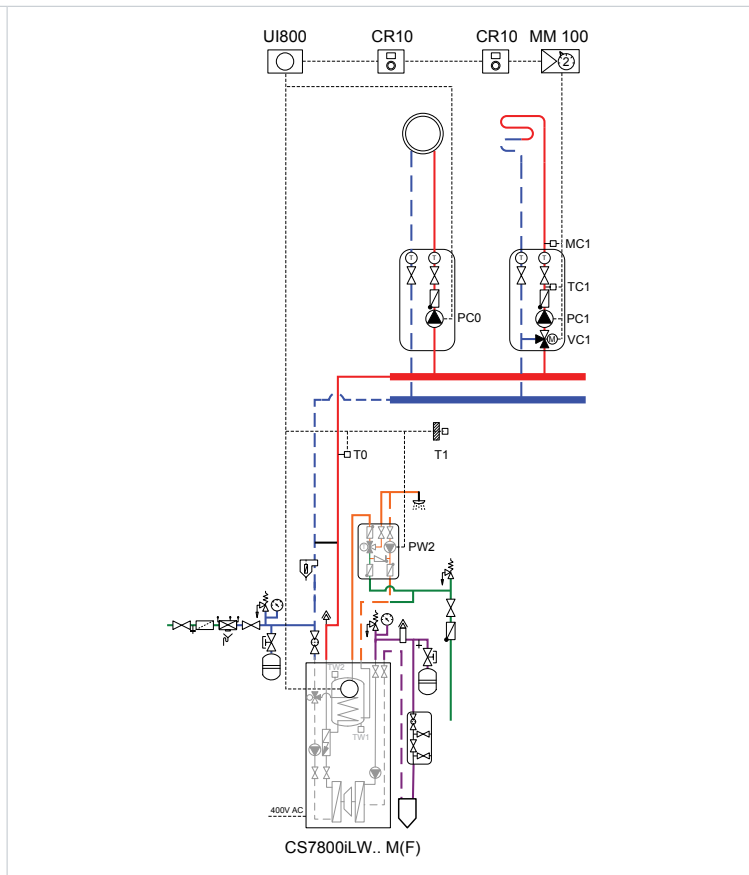 UI800 CR10 CR10 MM 100
2
MC1
T T T T
TC1
PC0 PC1
M VC1
T0 T1
PW2
TW2
TW1
400V AC
CS7800iLW.. M(F)